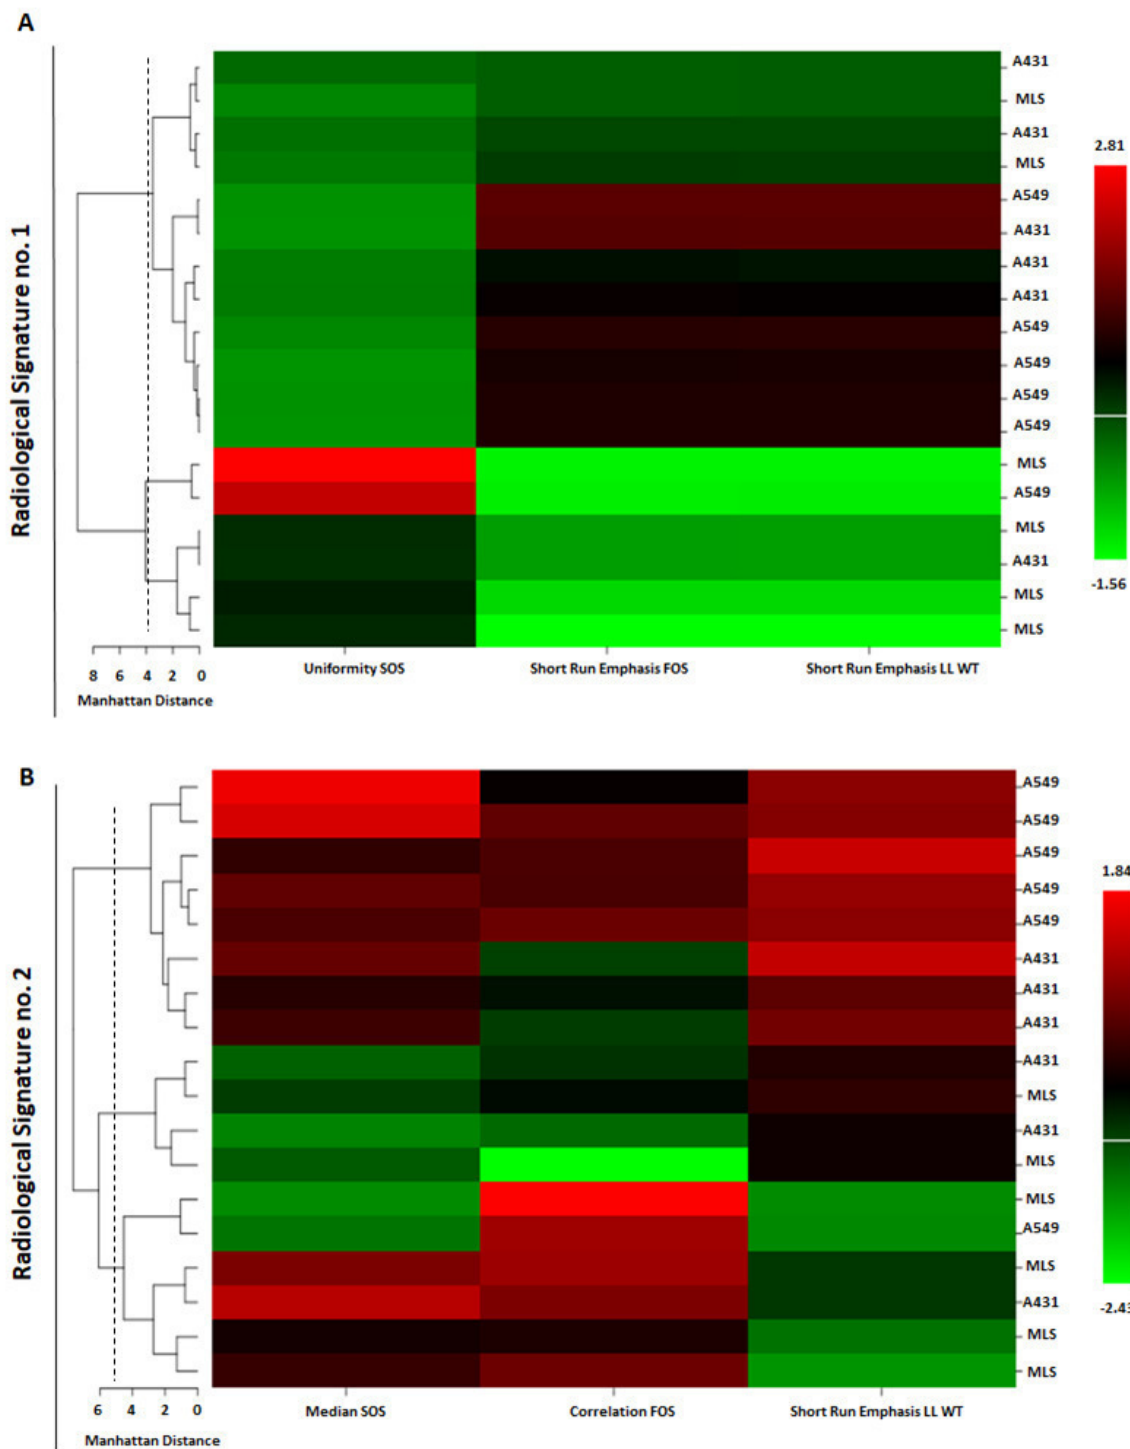 A
Radiological Signature no. 1
A431
MLS
A431
MLS
A549
A431
A431
A431
A549
A549
A549
A549
MLS
A549
MLS
A431
MLS
MLS
2.81
-1.56
8 6 4 2 0
Manhattan Distance
Uniformity SOS
Short Run Emphasis FOS
Short Run Emphasis LL WT
B
Radiological Signature no. 2
A549
A549
A549
A549
A549
A431
A431
A431
A431
MLS
A431
MLS
MLS
A549
MLS
A431
MLS
MLS
1.84
-2.43
6 4 2 0
Manhattan Distance
Median SOS
Correlation FOS
Short Run Emphasis LL WT